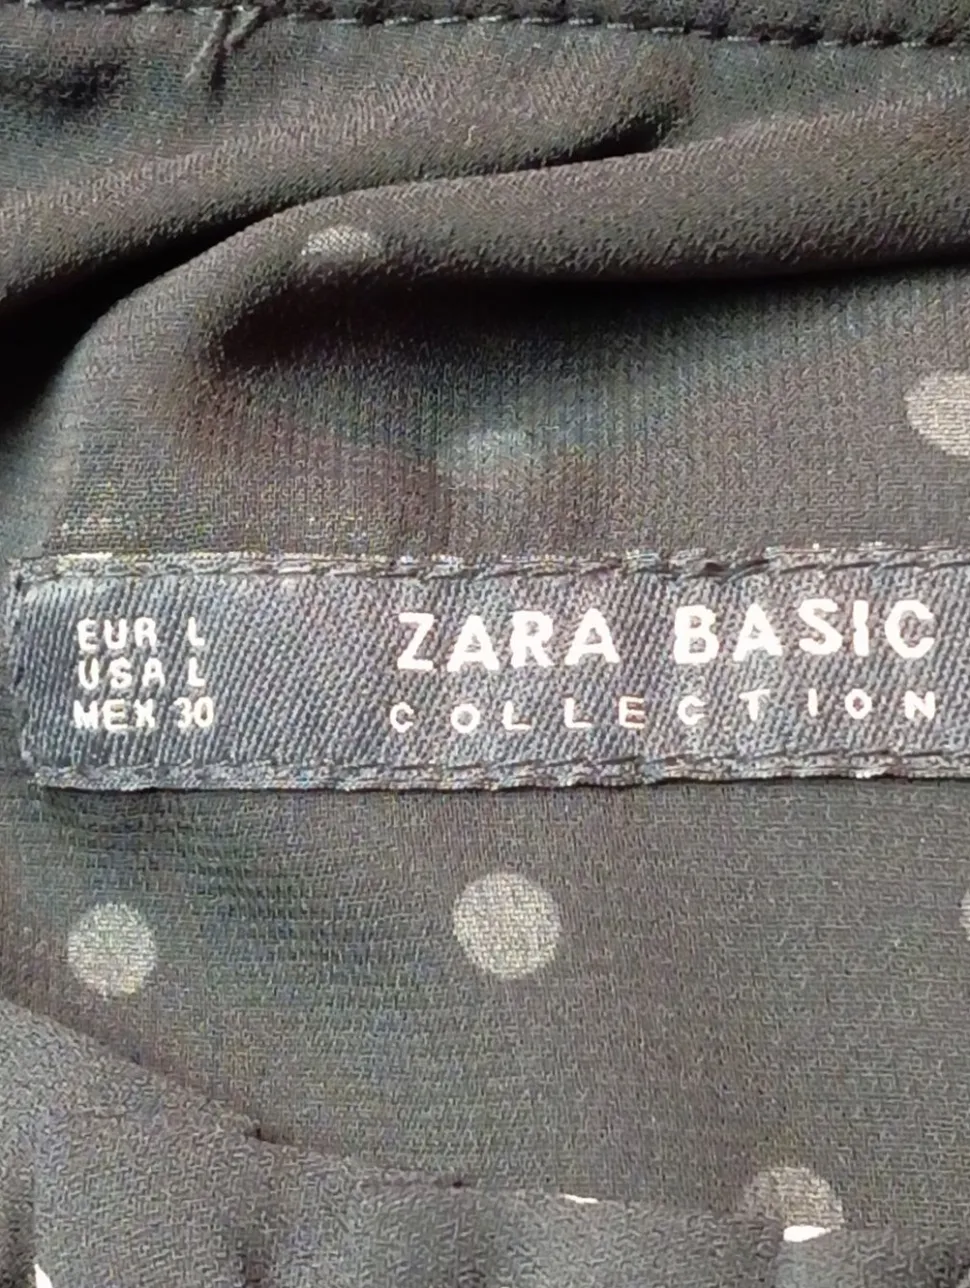 EUR L
USA L
MEX 30
ZARA BASIC
COLLECTION